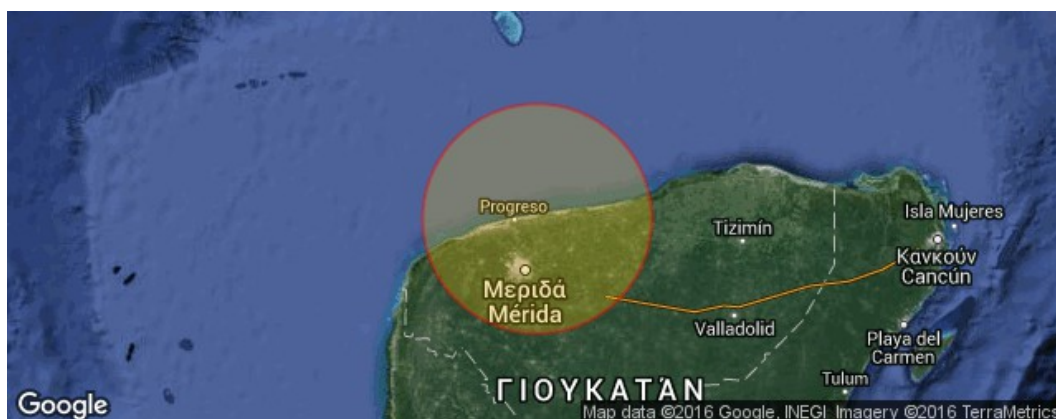 Progreso
Μεριδά
Mérida
Tizimín
Isla Mujeres
Κανκούν
Cancún
Valladolid
Playa del
Carmen
Tulum
ΓΙΟΥΚΑΤΆΝ
Google
Map data ©2016 Google, INEGI Imagery ©2016 TerraMetrics